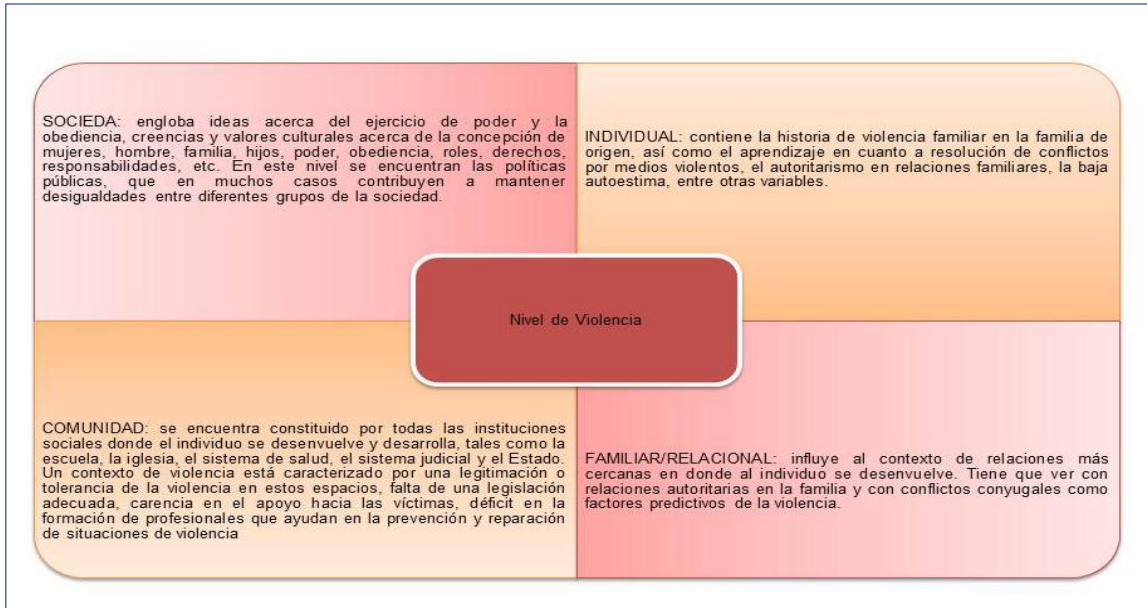 SOCIEDA: engloba ideas acerca del ejercicio de poder y la
obediencia, creencias y valores culturales acerca de la concepción de
mujeres, hombre, familia, hijos, poder, obediencia, roles, derechos,
responsabilidades, etc. En este nivel se encuentran las políticas
públicas, que en muchos casos contribuyen a mantener
desigualdades entre diferentes grupos de la sociedad.
INDIVIDUAL: contiene la historia de violencia familiar en la familia de
origen, así como el aprendizaje en cuanto a resolución de conflictos
por medios violentos, el autoritarismo en relaciones familiares, la baja
autoestima, entre otras variables.
Nivel de Violencia
COMUNIDAD: se encuentra constituido por todas las instituciones
sociales donde el individuo se desenvuelve y desarrolla, tales como la
escuela, la iglesia, el sistema de salud, el sistema judicial y el Estado.
Un contexto de violencia está caracterizado por una legitimación o
tolerancia de la violencia en estos espacios, falta de una legislación
adecuada, carencia en el apoyo hacia las víctimas, déficit en la
formación de profesionales que ayudan en la prevención y reparación
de situaciones de violencia
FAMILIAR/RELACIONAL: influye al contexto de relaciones más
cercanas en donde al individuo se desenvuelve. Tiene que ver con
relaciones autoritarias en la familia y con conflictos conyugales como
factores predictivos de la violencia.